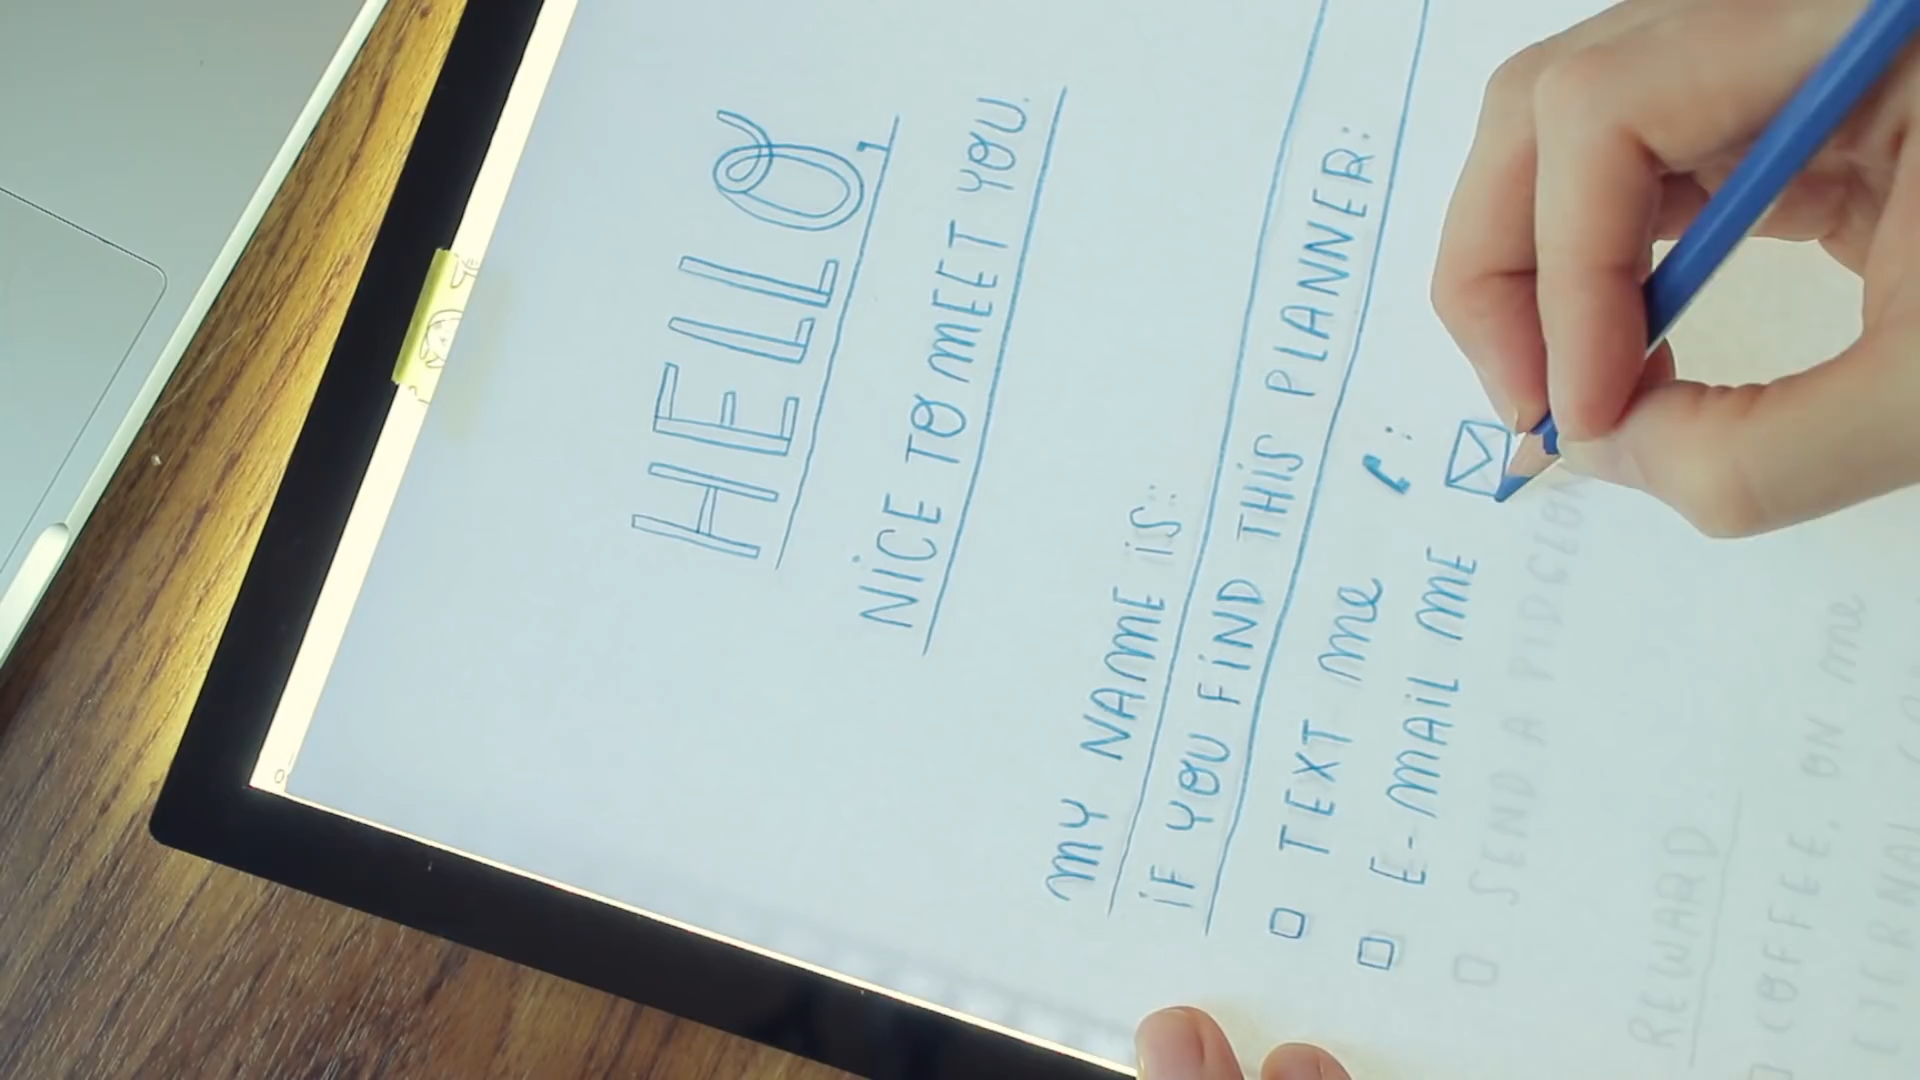 HELLO,
NiCE TO MEET YOU.
MY NAME iS:
iF YOU FiND THiS PLANNER:
TEXT me :
E-MAiL ME
SEND A PIDGEON
REWARD.
COFFEE, ON me